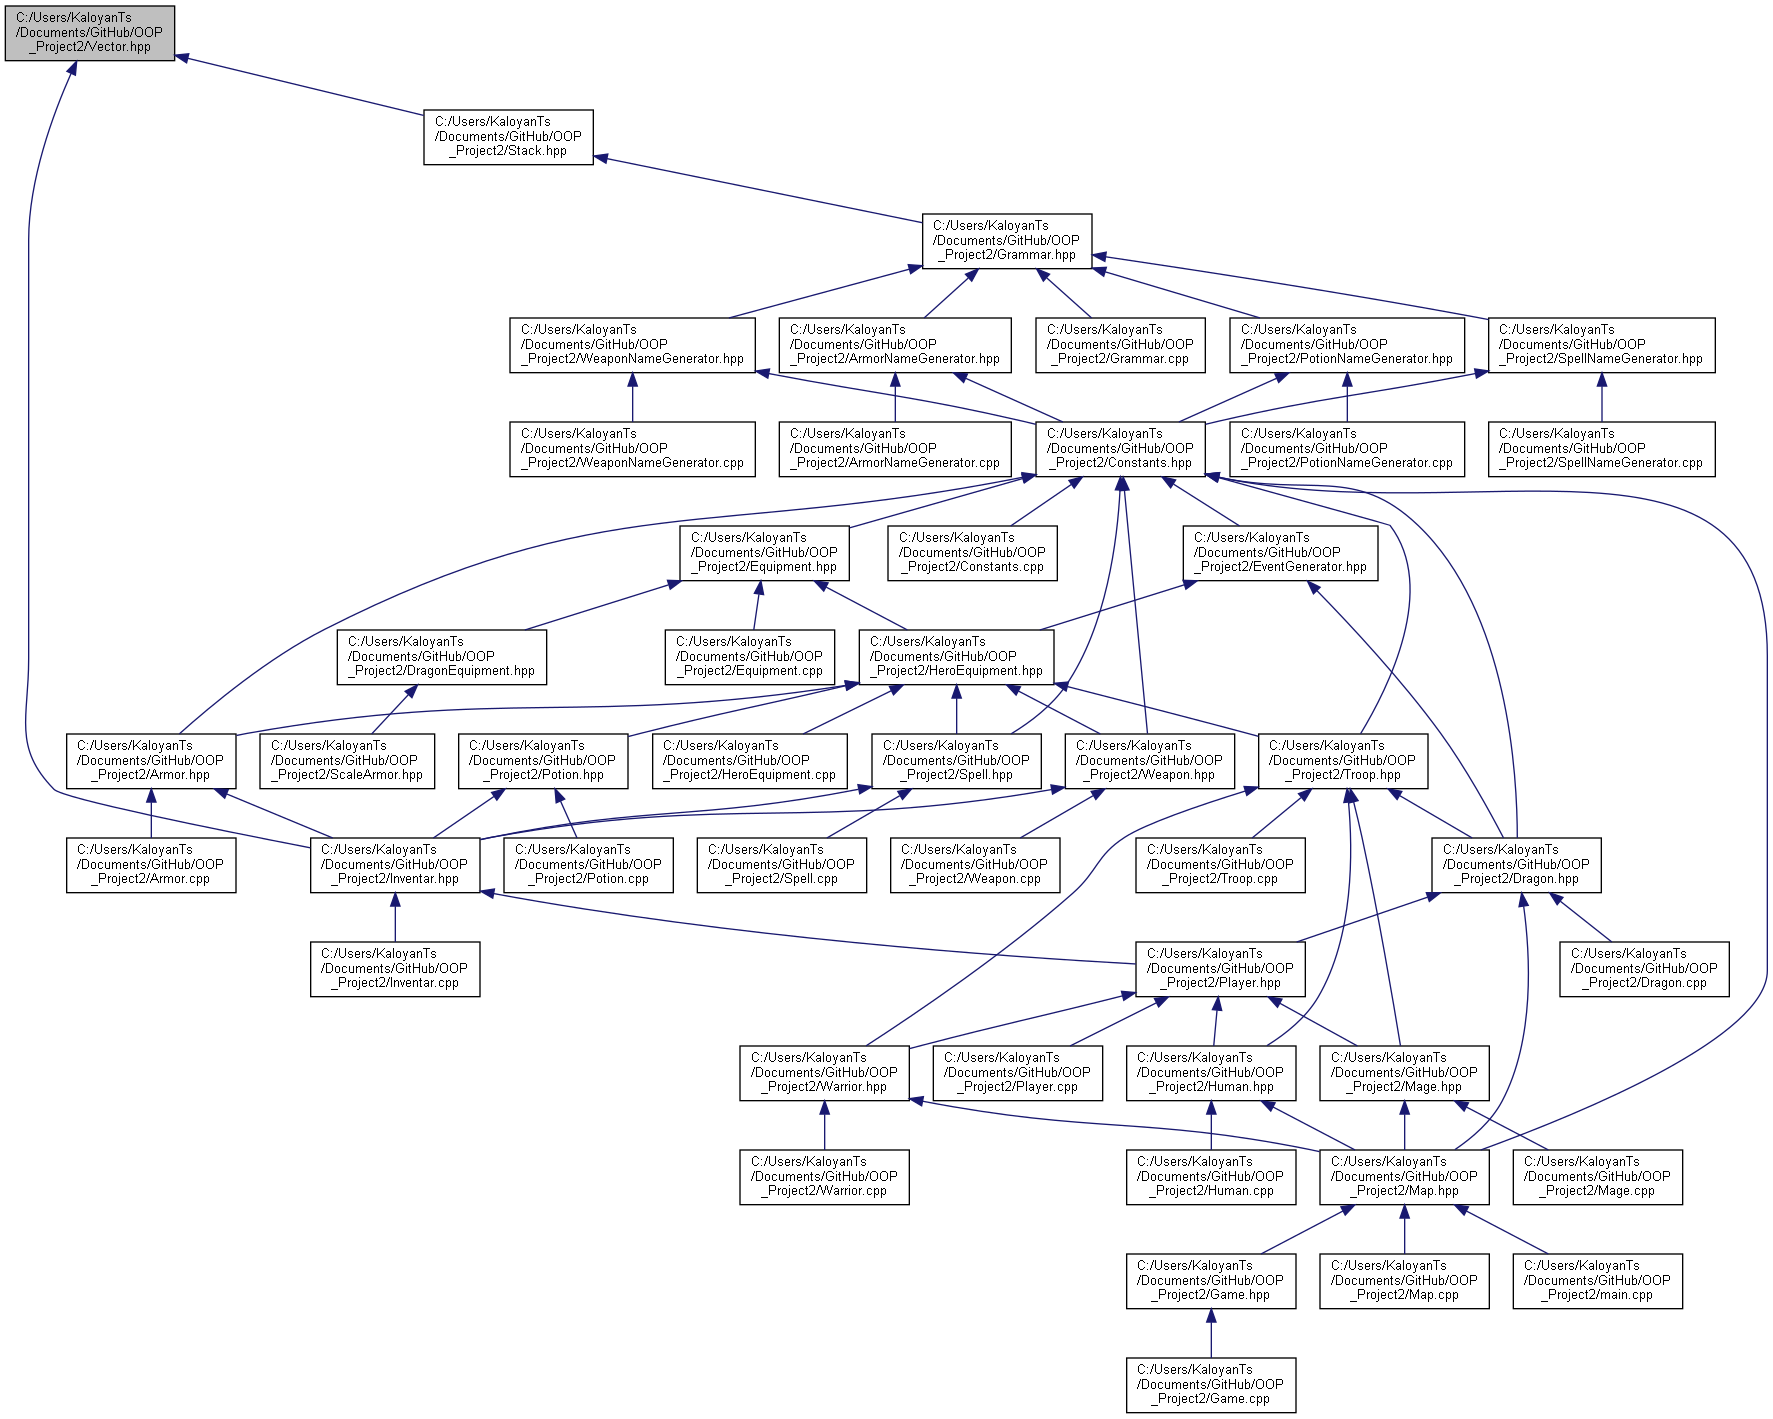 C:/Users/KaloyanTs
/Documents/GitHub/OOP
_Project2/Vector.hpp
C:/Users/KaloyanTs
/Documents/GitHub/OOP
_Project2/Stack.hpp
C:/Users/KaloyanTs
/Documents/GitHub/OOP
_Project2/Grammar.hpp
C:/Users/KaloyanTs
/Documents/GitHub/OOP
_Project2/WeaponNameGenerator.hpp
C:/Users/KaloyanTs
/Documents/GitHub/OOP
_Project2/ArmorNameGenerator.hpp
C:/Users/KaloyanTs
/Documents/GitHub/OOP
_Project2/Grammar.cpp
C:/Users/KaloyanTs
/Documents/GitHub/OOP
_Project2/PotionNameGenerator.hpp
C:/Users/KaloyanTs
/Documents/GitHub/OOP
_Project2/SpellNameGenerator.hpp
C:/Users/KaloyanTs
/Documents/GitHub/OOP
_Project2/WeaponNameGenerator.cpp
C:/Users/KaloyanTs
/Documents/GitHub/OOP
_Project2/ArmorNameGenerator.cpp
C:/Users/KaloyanTs
/Documents/GitHub/OOP
_Project2/Constants.hpp
C:/Users/KaloyanTs
/Documents/GitHub/OOP
_Project2/PotionNameGenerator.cpp
C:/Users/KaloyanTs
/Documents/GitHub/OOP
_Project2/SpellNameGenerator.cpp
C:/Users/KaloyanTs
/Documents/GitHub/OOP
_Project2/Equipment.hpp
C:/Users/KaloyanTs
/Documents/GitHub/OOP
_Project2/Constants.cpp
C:/Users/KaloyanTs
/Documents/GitHub/OOP
_Project2/EventGenerator.hpp
C:/Users/KaloyanTs
/Documents/GitHub/OOP
_Project2/DragonEquipment.hpp
C:/Users/KaloyanTs
/Documents/GitHub/OOP
_Project2/Equipment.cpp
C:/Users/KaloyanTs
/Documents/GitHub/OOP
_Project2/HeroEquipment.hpp
C:/Users/KaloyanTs
/Documents/GitHub/OOP
_Project2/Armor.hpp
C:/Users/KaloyanTs
/Documents/GitHub/OOP
_Project2/ScaleArmor.hpp
C:/Users/KaloyanTs
/Documents/GitHub/OOP
_Project2/Potion.hpp
C:/Users/KaloyanTs
/Documents/GitHub/OOP
_Project2/HeroEquipment.cpp
C:/Users/KaloyanTs
/Documents/GitHub/OOP
_Project2/Spell.hpp
C:/Users/KaloyanTs
/Documents/GitHub/OOP
_Project2/Weapon.hpp
C:/Users/KaloyanTs
/Documents/GitHub/OOP
_Project2/Troop.hpp
C:/Users/KaloyanTs
/Documents/GitHub/OOP
_Project2/Armor.cpp
C:/Users/KaloyanTs
/Documents/GitHub/OOP
_Project2/Inventar.hpp
C:/Users/KaloyanTs
/Documents/GitHub/OOP
_Project2/Potion.cpp
C:/Users/KaloyanTs
/Documents/GitHub/OOP
_Project2/Spell.cpp
C:/Users/KaloyanTs
/Documents/GitHub/OOP
_Project2/Weapon.cpp
C:/Users/KaloyanTs
/Documents/GitHub/OOP
_Project2/Troop.cpp
C:/Users/KaloyanTs
/Documents/GitHub/OOP
_Project2/Dragon.hpp
C:/Users/KaloyanTs
/Documents/GitHub/OOP
_Project2/Inventar.cpp
C:/Users/KaloyanTs
/Documents/GitHub/OOP
_Project2/Player.hpp
C:/Users/KaloyanTs
/Documents/GitHub/OOP
_Project2/Dragon.cpp
C:/Users/KaloyanTs
/Documents/GitHub/OOP
_Project2/Warrior.hpp
C:/Users/KaloyanTs
/Documents/GitHub/OOP
_Project2/Player.cpp
C:/Users/KaloyanTs
/Documents/GitHub/OOP
_Project2/Human.hpp
C:/Users/KaloyanTs
/Documents/GitHub/OOP
_Project2/Mage.hpp
C:/Users/KaloyanTs
/Documents/GitHub/OOP
_Project2/Warrior.cpp
C:/Users/KaloyanTs
/Documents/GitHub/OOP
_Project2/Human.cpp
C:/Users/KaloyanTs
/Documents/GitHub/OOP
_Project2/Map.hpp
C:/Users/KaloyanTs
/Documents/GitHub/OOP
_Project2/Mage.cpp
C:/Users/KaloyanTs
/Documents/GitHub/OOP
_Project2/Game.hpp
C:/Users/KaloyanTs
/Documents/GitHub/OOP
_Project2/Map.cpp
C:/Users/KaloyanTs
/Documents/GitHub/OOP
_Project2/main.cpp
C:/Users/KaloyanTs
/Documents/GitHub/OOP
_Project2/Game.cpp